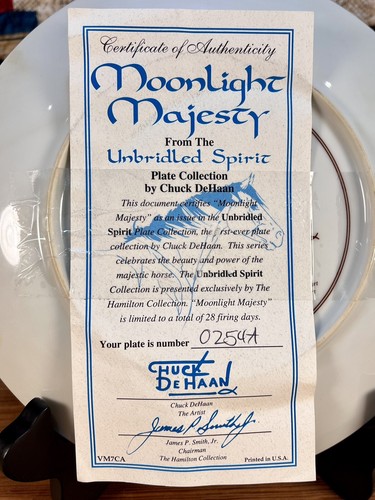 Certificate of Authenticity
Moonlight
Majesty
From The
Unbridled Spirit
Plate Collection
by Chuck DeHaan
This document certifies "Moonlight
Majesty" as an issue in the Unbridled
Spirit Plate Collection, the first-ever plate
collection by Chuck DeHaan. This series
celebrates the beauty and power of the
majestic horse. The Unbridled Spirit
Collection is presented exclusively by The
Hamilton Collection. "Moonlight Majesty"
is limited to a total of 28 firing days.
Your plate is number 0254A
CHUCK
DEHAAN
Chuck DeHaan
The Artist
James P. Smith Jr.
James P. Smith, Jr.
Chairman
The Hamilton Collection
VM7CA
Printed in U.S.A.